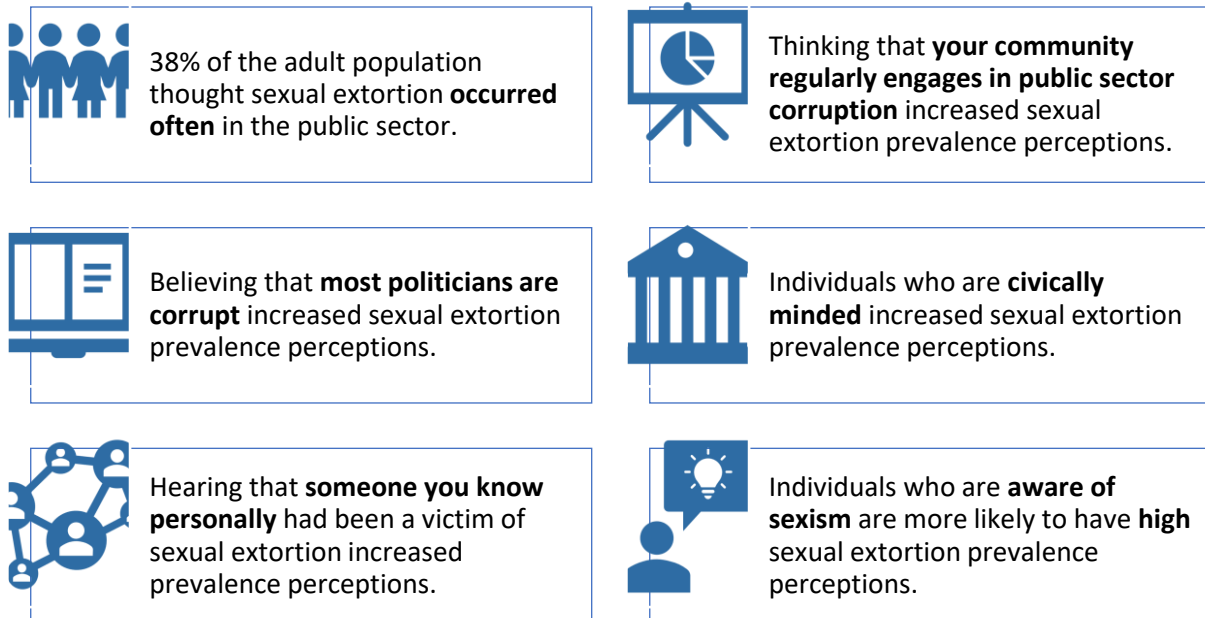 38% of the adult population
thought sexual extortion occurred
often in the public sector.
Thinking that your community
regularly engages in public sector
corruption increased sexual
extortion prevalence perceptions.
Believing that most politicians are
corrupt increased sexual extortion
prevalence perceptions.
Individuals who are civically
minded increased sexual extortion
prevalence perceptions.
Hearing that someone you know
personally had been a victim of
sexual extortion increased
prevalence perceptions.
Individuals who are aware of
sexism are more likely to have high
sexual extortion prevalence
perceptions.